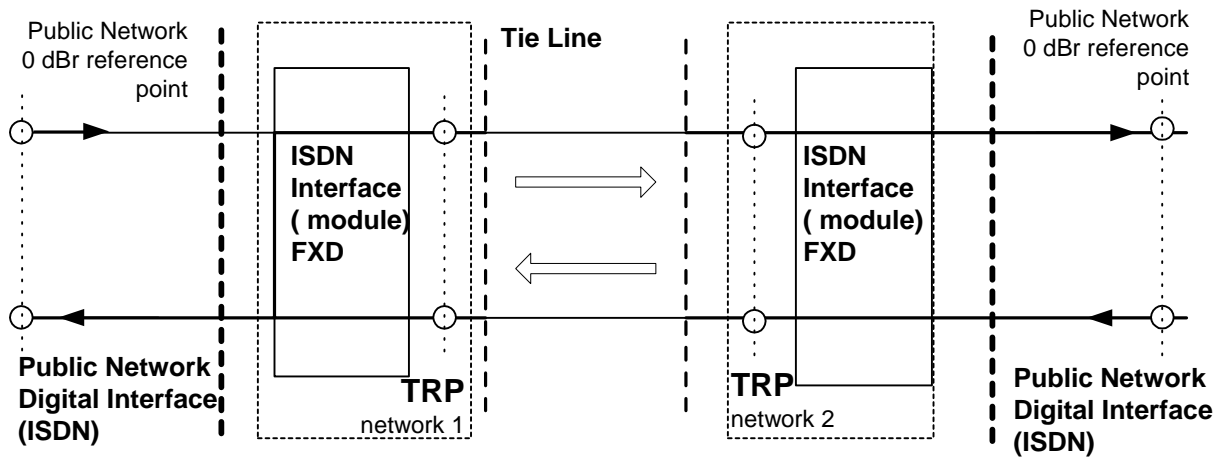 Public Network
0 dBr reference
point
Tie Line
Public Network
0 dBr reference
point
ISDN
Interface
( module)
FXD
ISDN
Interface
( module)
FXD
Public Network
Digital Interface
(ISDN)
TRP
network 1
TRP
network 2
Public Network
Digital Interface
(ISDN)